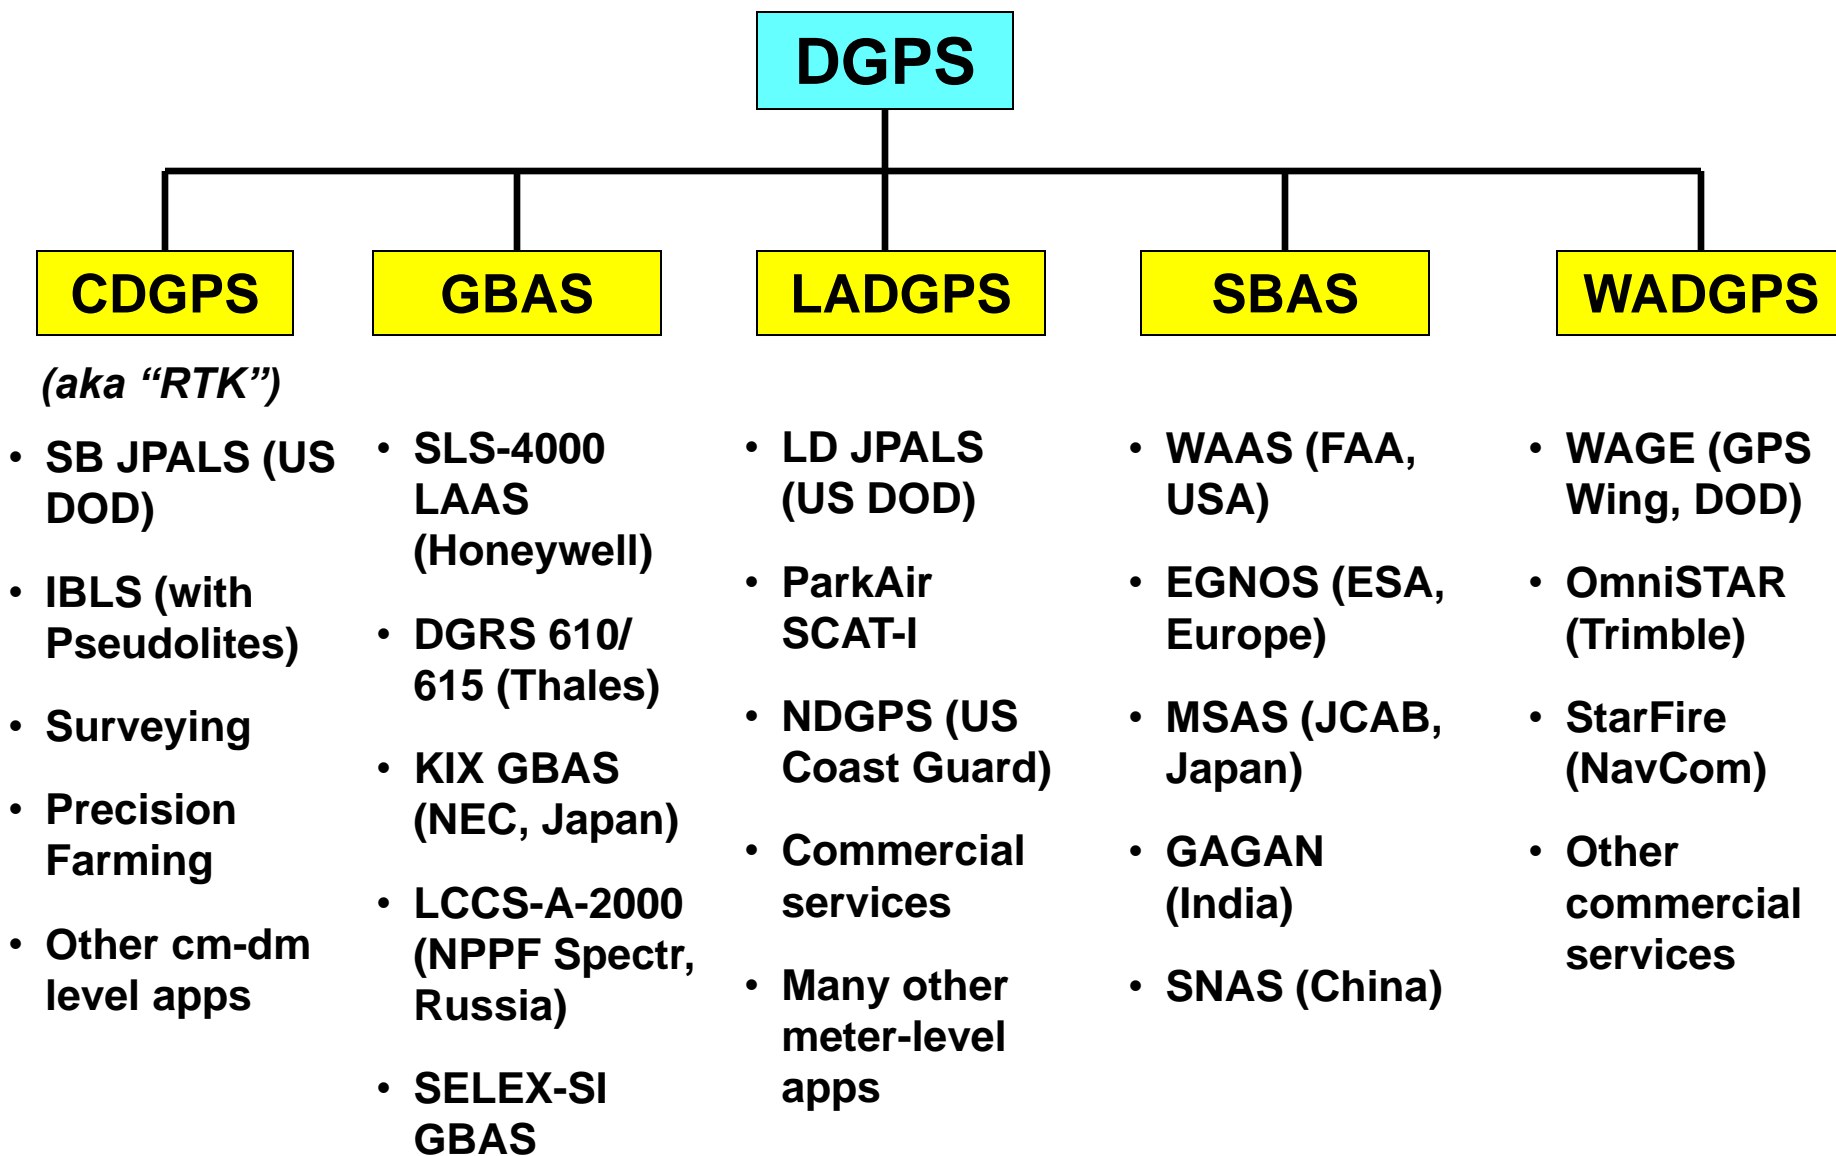 DGPS
CDGPS
(aka “RTK”)
• SB JPALS (US
DOD)
• IBLS (with
Pseudolites)
• Surveying
• Precision
Farming
• Other cm-dm
level apps
GBAS
• SLS-4000
LAAS
(Honeywell)
• DGRS 610/
615 (Thales)
• KIX GBAS
(NEC, Japan)
• LCCS-A-2000
(NPPF Spectr,
Russia)
• SELEX-SI
GBAS
LADGPS
• LD JPALS
(US DOD)
• ParkAir
SCAT-I
• NDGPS (US
Coast Guard)
• Commercial
services
• Many other
meter-level
apps
SBAS
• WAAS (FAA,
USA)
• EGNOS (ESA,
Europe)
• MSAS (JCAB,
Japan)
• GAGAN
(India)
• SNAS (China)
WADGPS
• WAGE (GPS
Wing, DOD)
• OmniSTAR
(Trimble)
• StarFire
(NavCom)
• Other
commercial
services